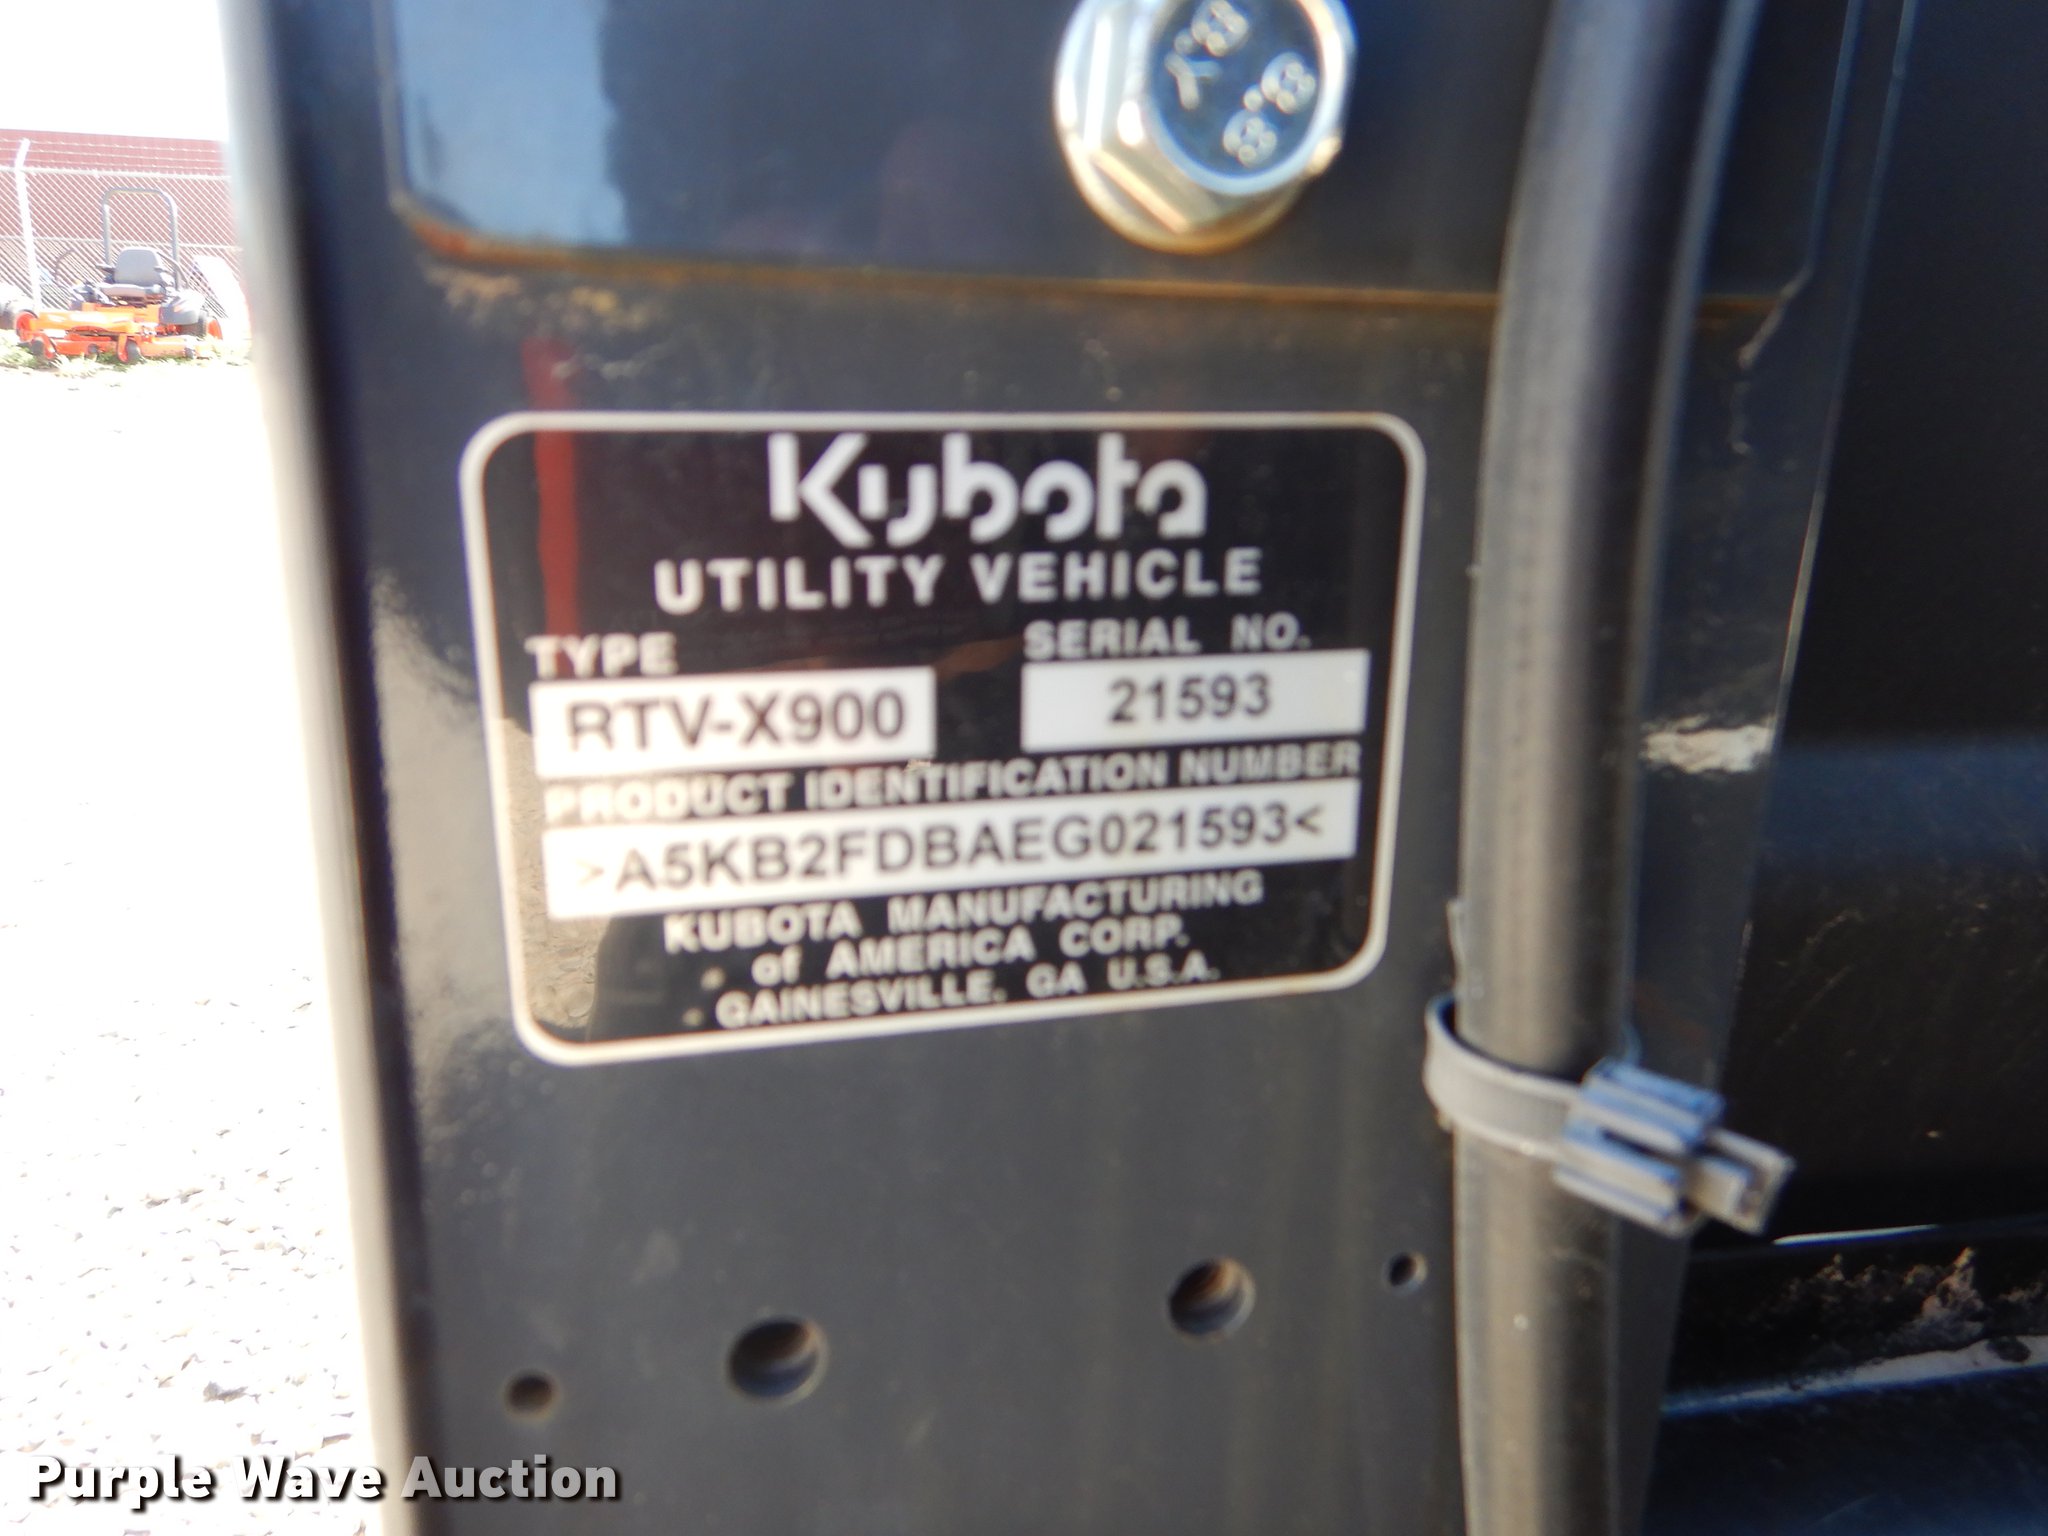 8.8
Kubota
UTILITY VEHICLE
TYPE
SERIAL NO.
RTV-X900
21593
PRODUCT IDENTIFICATION NUMBER
>A5KB2FDBAEG021593<
KUBOTA MANUFACTURING
of AMERICA CORP.
GAINESVILLE, GA U.S.A.
Purple Wave Auction